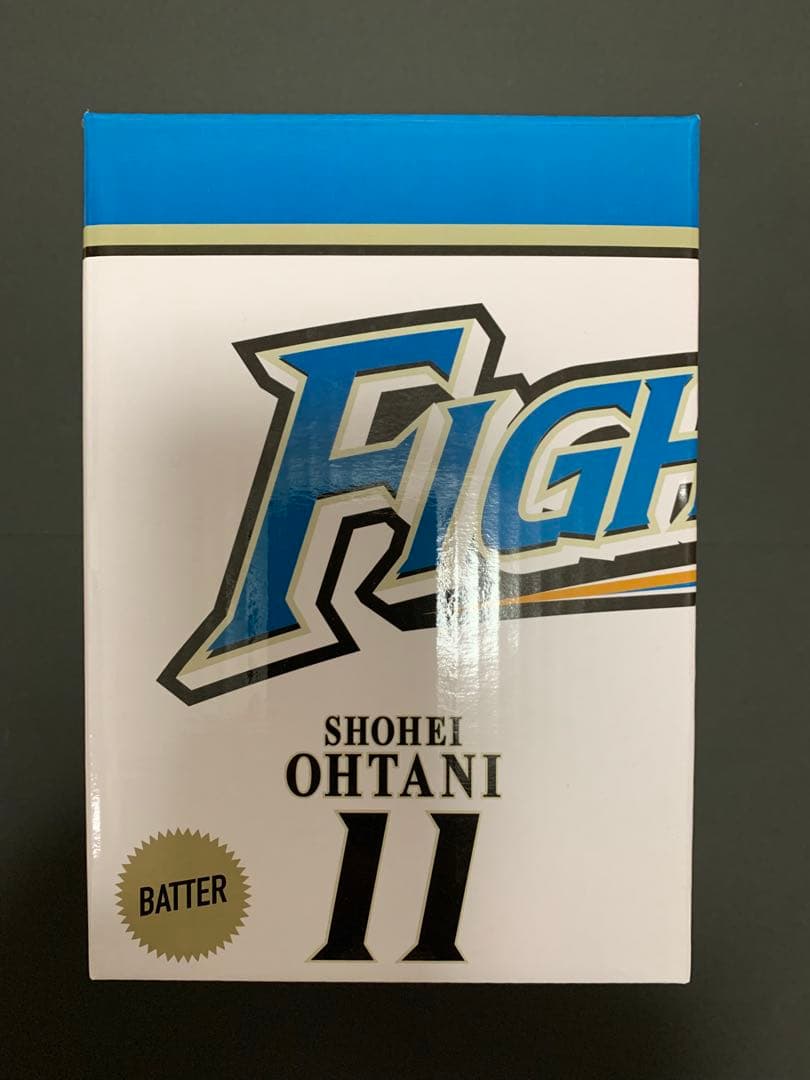 FIGH
SHOHEI
OHTANI
11
BATTER